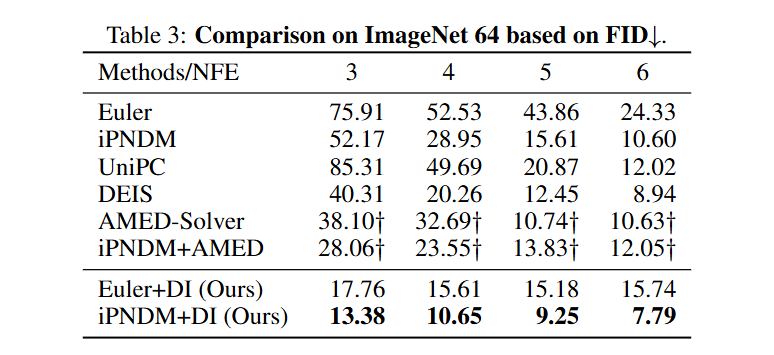 Table 3: Comparison on ImageNet 64 based on FID↓.
Methods/NFE 3 4 5 6
Euler 75.91 52.53 43.86 24.33
iPNDM 52.17 28.95 15.61 10.60
UniPC 85.31 49.69 20.87 12.02
DEIS 40.31 20.26 12.45 8.94
AMED-Solver 38.10† 32.69† 10.74† 10.63†
iPNDM+AMED 28.06† 23.55† 13.83† 12.05†
Euler+DI (Ours) 17.76 15.61 15.18 15.74
iPNDM+DI (Ours) 13.38 10.65 9.25 7.79